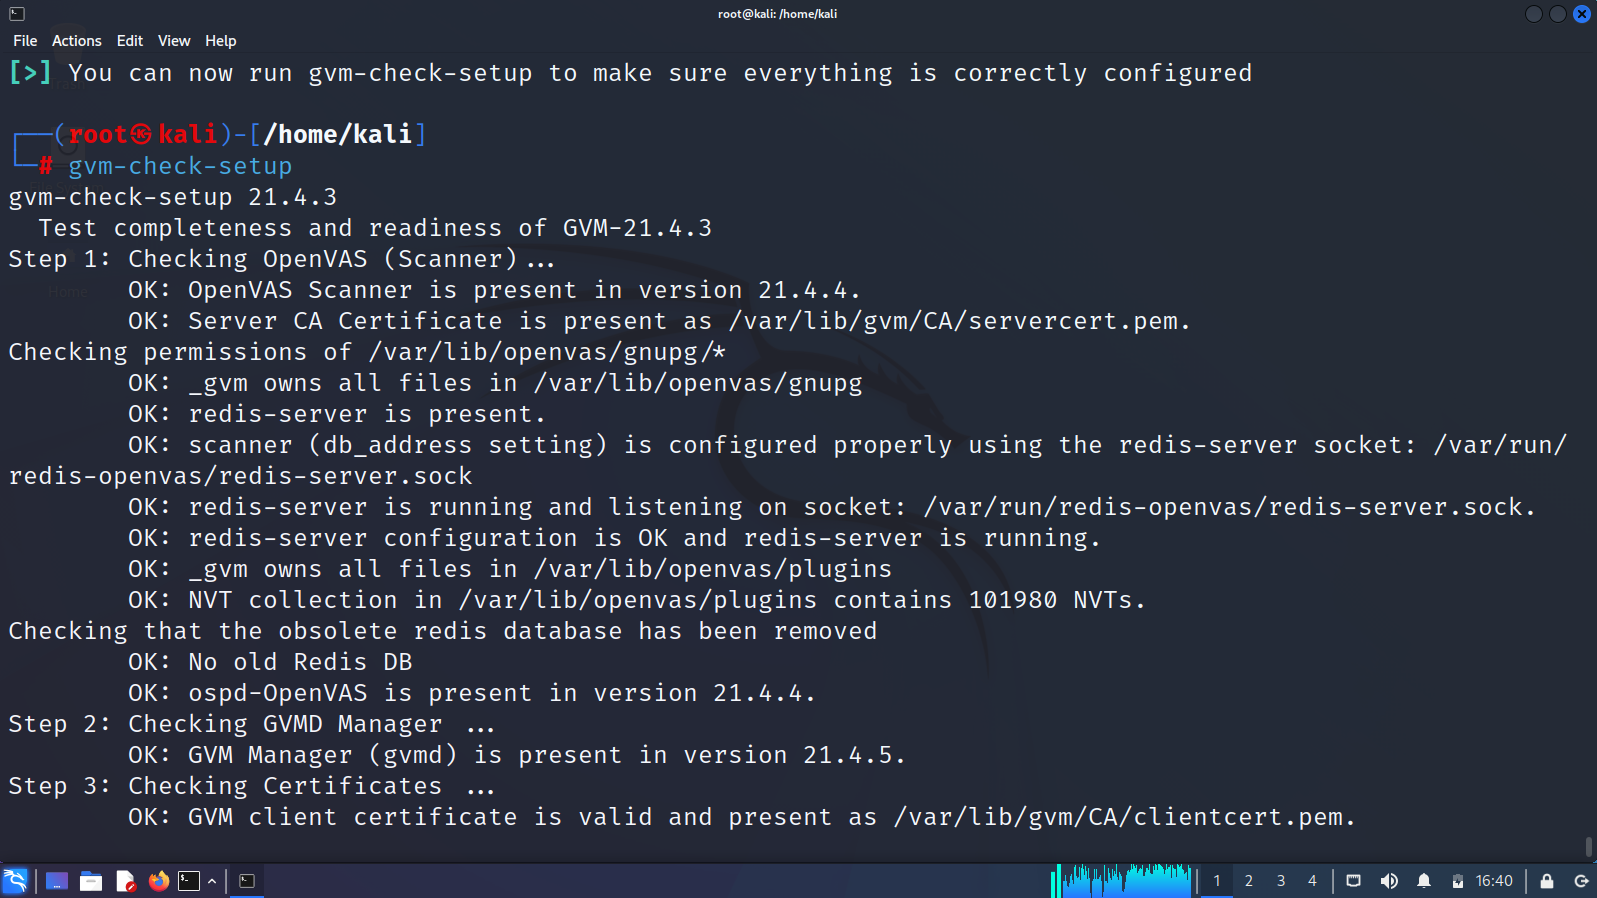 root@kali: /home/kali
File Actions Edit View Help
[>] You can now run gvm-check-setup to make sure everything is correctly configured
┌──(root㉿kali)-[/home/kali]
└─# gvm-check-setup
gvm-check-setup 21.4.3
  Test completeness and readiness of GVM-21.4.3
Step 1: Checking OpenVAS (Scanner)...
        OK: OpenVAS Scanner is present in version 21.4.4.
        OK: Server CA Certificate is present as /var/lib/gvm/CA/servercert.pem.
Checking permissions of /var/lib/openvas/gnupg/*
        OK: _gvm owns all files in /var/lib/openvas/gnupg
        OK: redis-server is present.
        OK: scanner (db_address setting) is configured properly using the redis-server socket: /var/run/
redis-openvas/redis-server.sock
        OK: redis-server is running and listening on socket: /var/run/redis-openvas/redis-server.sock.
        OK: redis-server configuration is OK and redis-server is running.
        OK: _gvm owns all files in /var/lib/openvas/plugins
        OK: NVT collection in /var/lib/openvas/plugins contains 101980 NVTs.
Checking that the obsolete redis database has been removed
        OK: No old Redis DB
        OK: ospd-OpenVAS is present in version 21.4.4.
Step 2: Checking GVMD Manager ...
        OK: GVM Manager (gvmd) is present in version 21.4.5.
Step 3: Checking Certificates ...
        OK: GVM client certificate is valid and present as /var/lib/gvm/CA/clientcert.pem.
Home
1 2 3 4 16:40